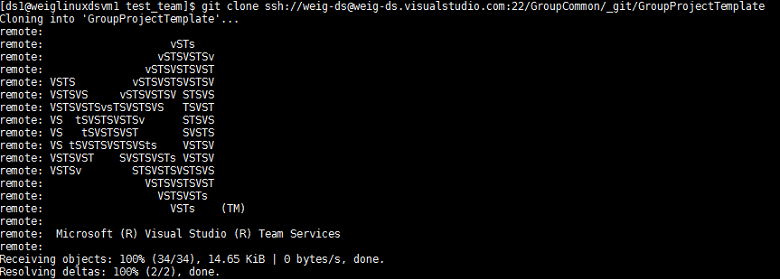 [ds1@weiglinuxdsvm1 test_team]$ git clone ssh://weig-ds@weig-ds.visualstudio.com:22/GroupCommon/_git/GroupProjectTemplate
Cloning into 'GroupProjectTemplate'...
remote:
remote:                    vSTs
remote:                  vSTSVSTSv
remote:                vSTSVSTSVST
remote: VSTS         vSTSVSTSVSTSV
remote: VSTSVS     vSTSVSTSV STSVS
remote: VSTSVSTSvsTSVSTSVS   TSVST
remote: VS  tSVSTSVSTSv      STSVS
remote: VS   tSVSTSVST       SVSTS
remote: VS tSVSTSVSTSVSts    VSTSV
remote: VSTSVST    SVSTSVSTs VSTSV
remote: VSTSv        STSVSTSVSTSVS
remote:                VSTSVSTSVST
remote:                  VSTSVSTs
remote:                    VSTs    (TM)
remote:
remote:  Microsoft (R) Visual Studio (R) Team Services
remote:
Receiving objects: 100% (34/34), 14.65 KiB | 0 bytes/s, done.
Resolving deltas: 100% (2/2), done.